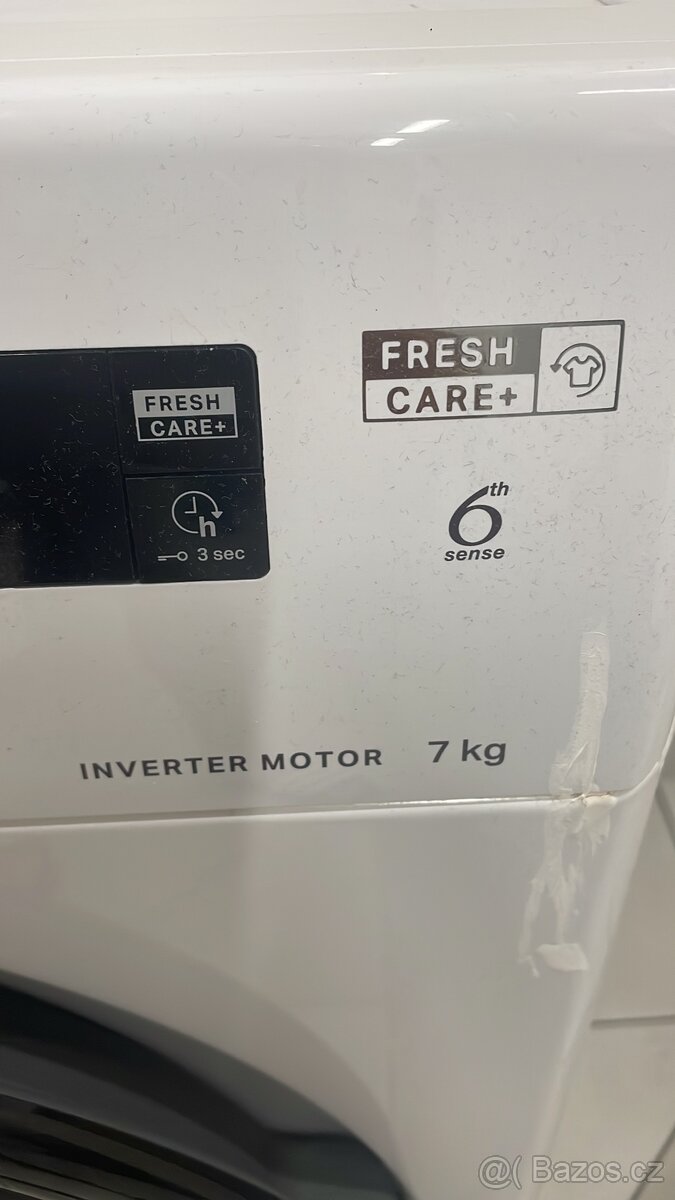 FRESH
CARE+
FRESH
CARE+
h
3 sec
6th
sense
INVERTER MOTOR 7 kg
@( Bazos.cz